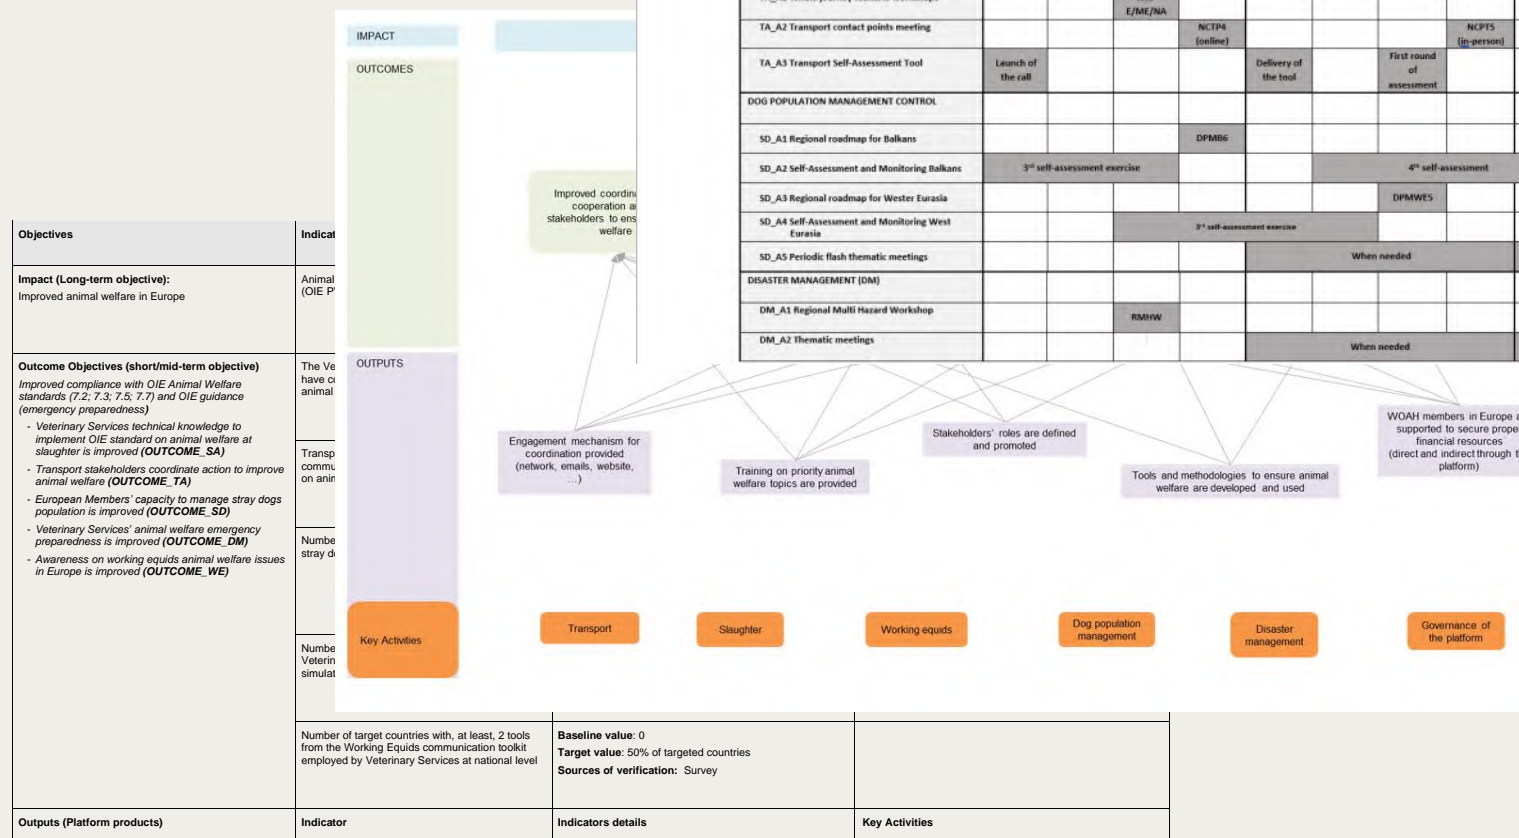 E/ME/NA
TA_A2 Transport contact points meeting
NCTP4
(online)
NCPT5
(in-person)
TA_A3 Transport Self-Assessment Tool
Launch of
the call
Delivery of
the tool
First round
of
assessment
DOG POPULATION MANAGEMENT CONTROL
SD_A1 Regional roadmap for Balkans
DPMB6
SD_A2 Self-Assessment and Monitoring Balkans
3rd self-assessment exercise
4th self-assessment
SD_A3 Regional roadmap for Wester Eurasia
DPMWE5
SD_A4 Self-Assessment and Monitoring West
Eurasia
3rd self-assessment exercise
SD_A5 Periodic flash thematic meetings
When needed
DISASTER MANAGEMENT (DM)
DM_A1 Regional Multi Hazard Workshop
RMHW
DM_A2 Thematic meetings
When needed
IMPACT
OUTCOMES
Improved
cooperation
stakeholders to
welfare
OUTPUTS
Engagement mechanism for
coordination provided
(network, emails, website,
…)
Training on priority animal
welfare topics are provided
Stakeholders' roles are defined
and promoted
Tools and methodologies to ensure animal
welfare are developed and used
WOAH members in Europe
supported to secure
financial resources
(direct and indirect through
platform)
Key Activities
Transport
Slaughter
Working equids
Dog population
management
Disaster
management
Governance of
the platform
Objectives
Impact (Long-term objective):
Improved animal welfare in Europe
Animal
(OIE
Outcome Objectives (short/mid-term objective)
Improved compliance with OIE Animal Welfare
standards (7.2; 7.3; 7.5; 7.7) and OIE guidance
(emergency preparedness)
- Veterinary Services technical knowledge to
implement OIE standard on animal welfare at
slaughter is improved (OUTCOME_SA)
- Transport stakeholders coordinate action to improve
animal welfare (OUTCOME_TA)
- European Members' capacity to manage stray dogs
population is improved (OUTCOME_SD)
- Veterinary Services' animal welfare emergency
preparedness is improved (OUTCOME_DM)
- Awareness on working equids animal welfare issues
in Europe is improved (OUTCOME_WE)
The
have
animal
on
stray
Number of target countries with, at least, 2 tools
from the Working Equids communication toolkit
employed by Veterinary Services at national level
Baseline value: 0
Target value: 50% of targeted countries
Sources of verification: Survey
Outputs (Platform products)
Indicator
Indicators details
Key Activities